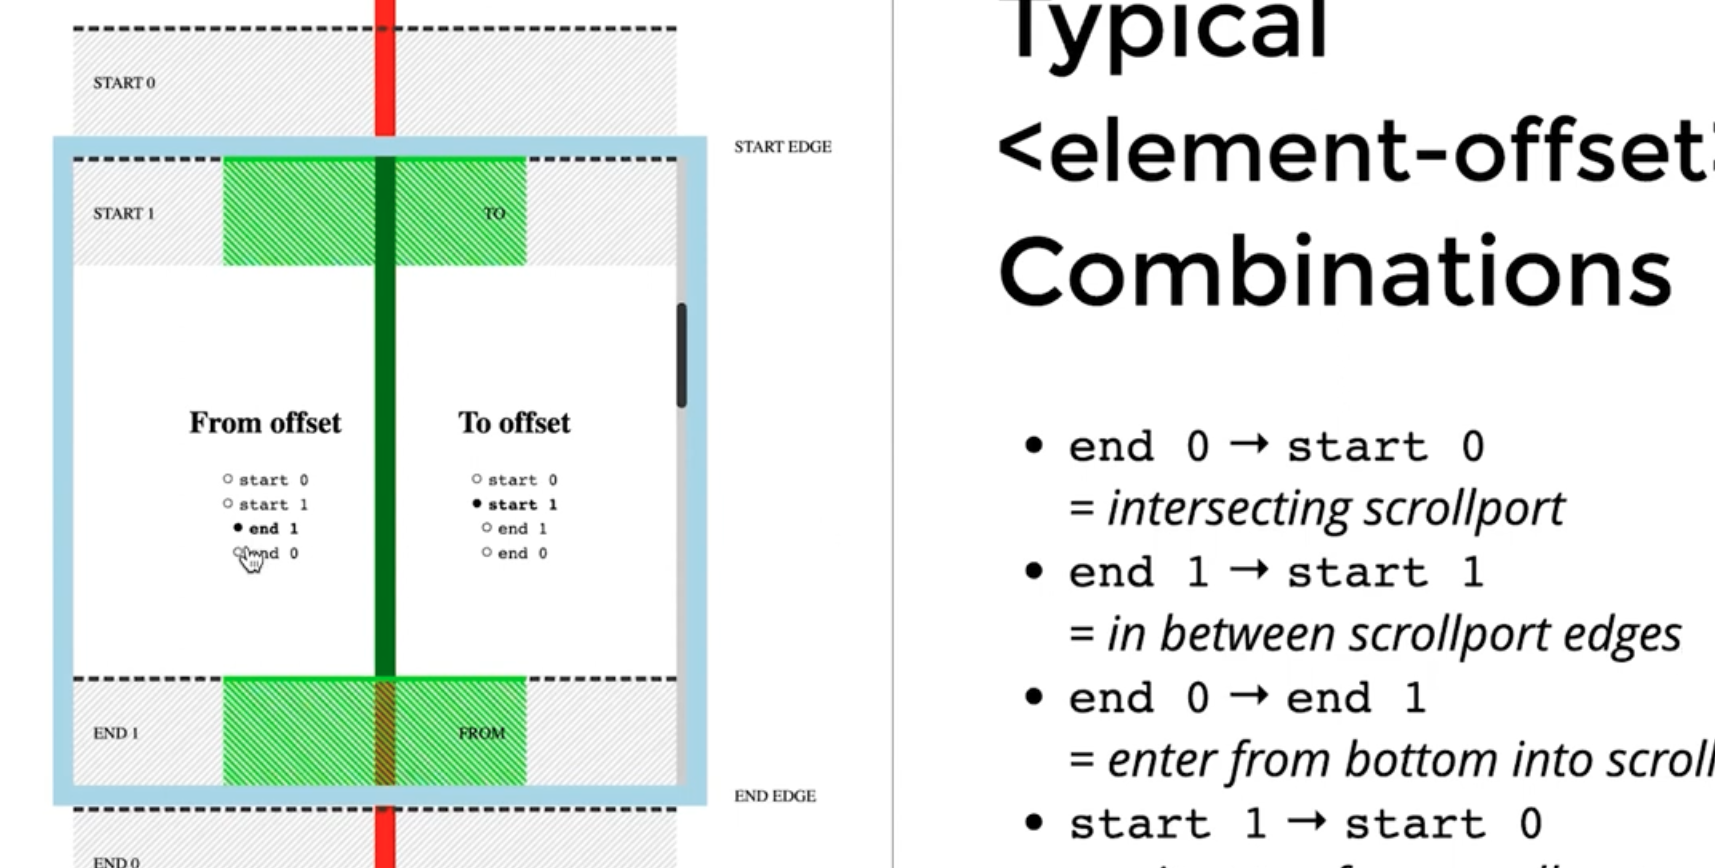 START 0
START EDGE
START 1
TO
From offset
start 0
start 1
end 1
end 0
To offset
start 0
start 1
end 1
end 0
END 1
FROM
END EDGE
END 0
Typical
<element-offset>
Combinations
• end 0 → start 0
= intersecting scrollport
• end 1 → start 1
= in between scrollport edges
• end 0 → end 1
= enter from bottom into scroll
• start 1 → start 0